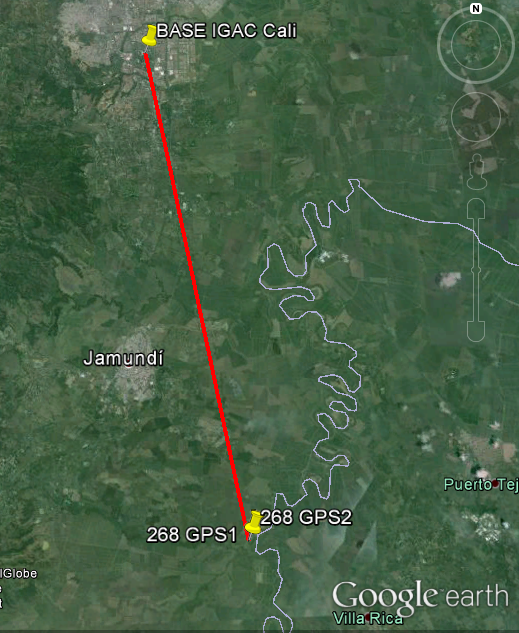 N
BASE IGAC Cali
Jamundí
Puerto Tej
268 GPS2
268 GPS1
lGlobe
Google earth
Villa Rica